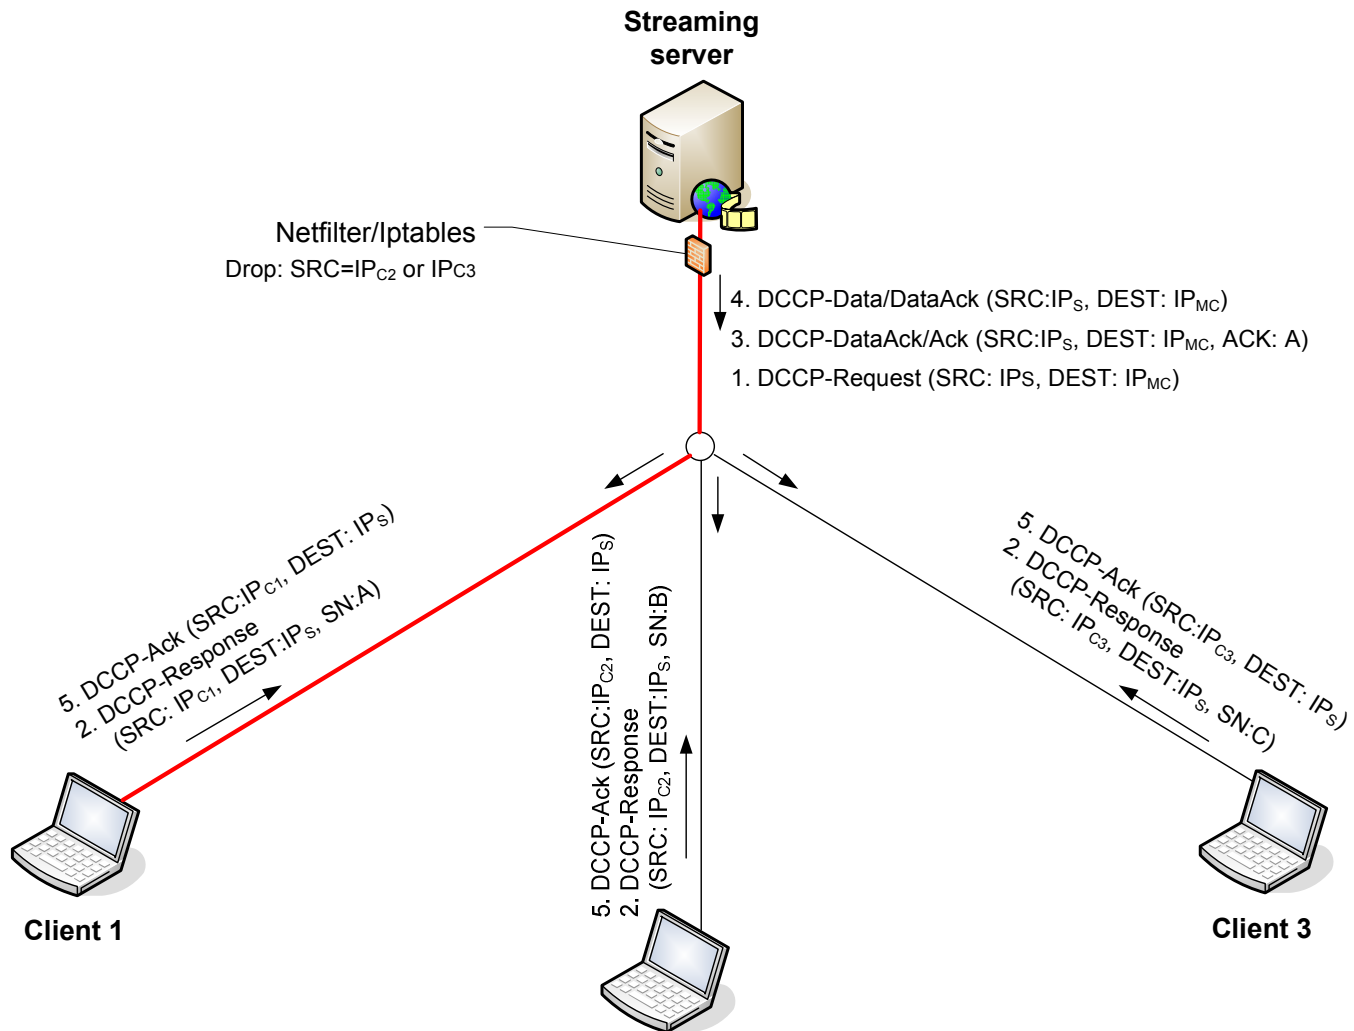 Streaming
server
Netfilter/Iptables
Drop: SRC=IPC2 or IPC3
4. DCCP-Data/DataAck (SRC:IPS, DEST: IPMC)
3. DCCP-DataAck/Ack (SRC:IPS, DEST: IPMC, ACK: A)
1. DCCP-Request (SRC: IPS, DEST: IPMC)
5. DCCP-Ack (SRC:IPC1, DEST: IPS)
2. DCCP-Response
(SRC: IPC1, DEST:IPS, SN:A)
5. DCCP-Ack (SRC:IPC2, DEST: IPS)
2. DCCP-Response
(SRC: IPC2, DEST:IPS, SN:B)
5. DCCP-Ack (SRC:IPC3, DEST: IPS)
2. DCCP-Response
(SRC: IPC3, DEST:IPS, SN:C)
Client 1
Client 3